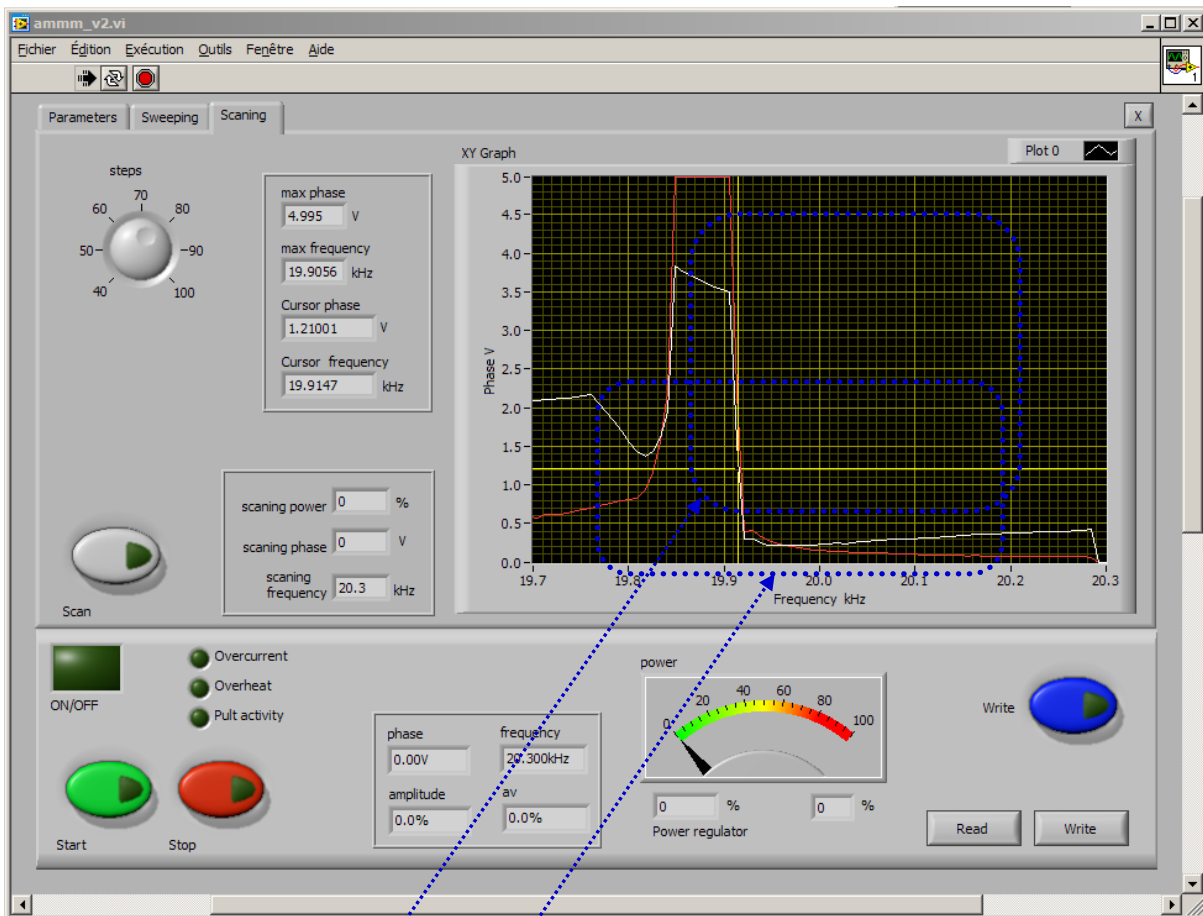 ammm_v2.vi
Fichier Édition Exécution Outils Fenêtre Aide
1
Parameters Sweeping Scaning X
steps
40 50 60 70 80 90 100
max phase
4.995 V
max frequency
19.9056 kHz
Cursor phase
1.21001 V
Cursor frequency
19.9147 kHz
XY Graph Plot 0
Phase V
5.0
4.5
4.0
3.5
3.0
2.5
2.0
1.5
1.0
0.5
0.0
19.7 19.8 19.9 20.0 20.1 20.2 20.3
Frequency kHz
scaning power 0 %
scaning phase 0 V
scaning
frequency 20.3 kHz
Scan
ON/OFF
Overcurrent
Overheat
Pult activity
Start Stop
phase frequency
0.00V 20.300kHz
amplitude av
0.0% 0.0%
power
0 20 40 60 80 100
0 % 0 %
Power regulator
Write
Read Write